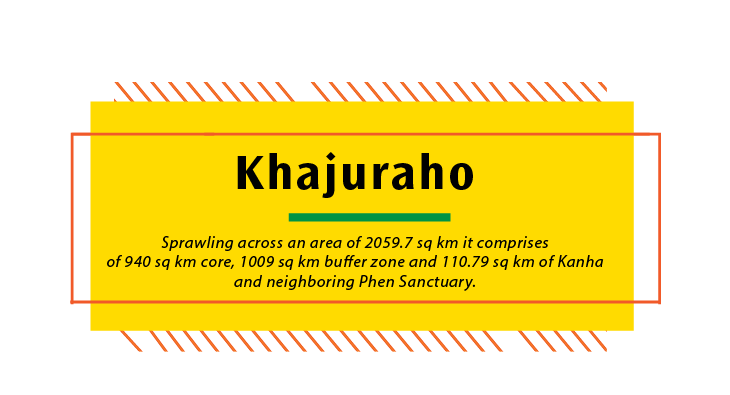 Khajuraho
Sprawling across an area of 2059.7 sq km it comprises
of 940 sq km core, 1009 sq km buffer zone and 110.79 sq km of Kanha
and neighboring Phen Sanctuary.